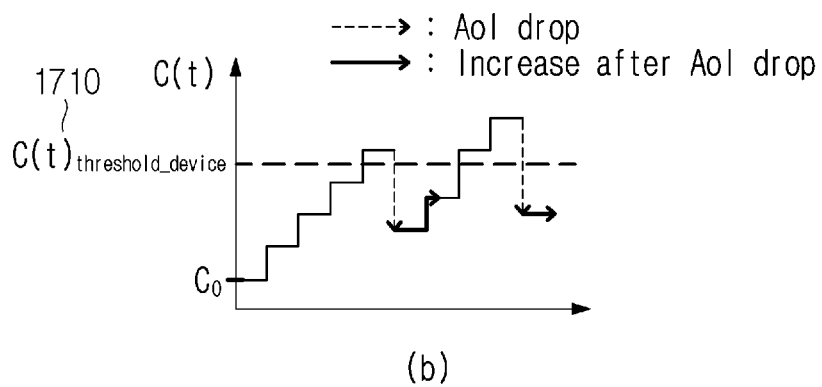 : AoI drop
: Increase after AoI drop
1710
C(t)
C(t)threshold_device
C0
(b)